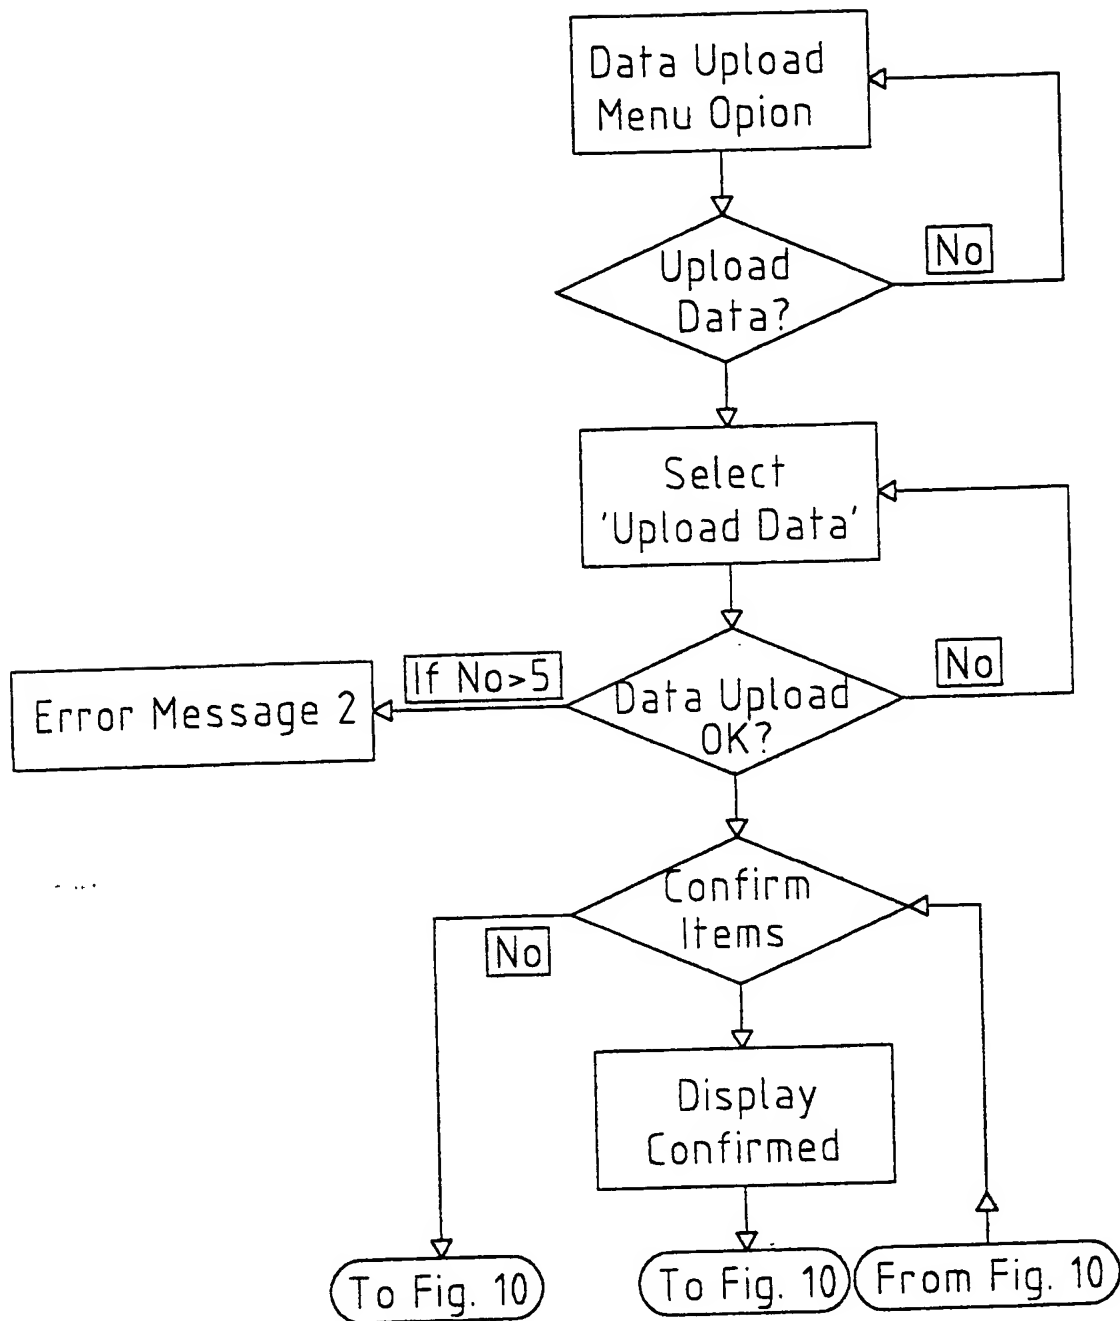 Data Upload
Menu Opion
Upload
Data?
No
Select
'Upload Data'
If No>5
No
Error Message 2
Data Upload
OK?
Confirm
Items
No
Display
Confirmed
To Fig. 10
To Fig. 10
From Fig. 10